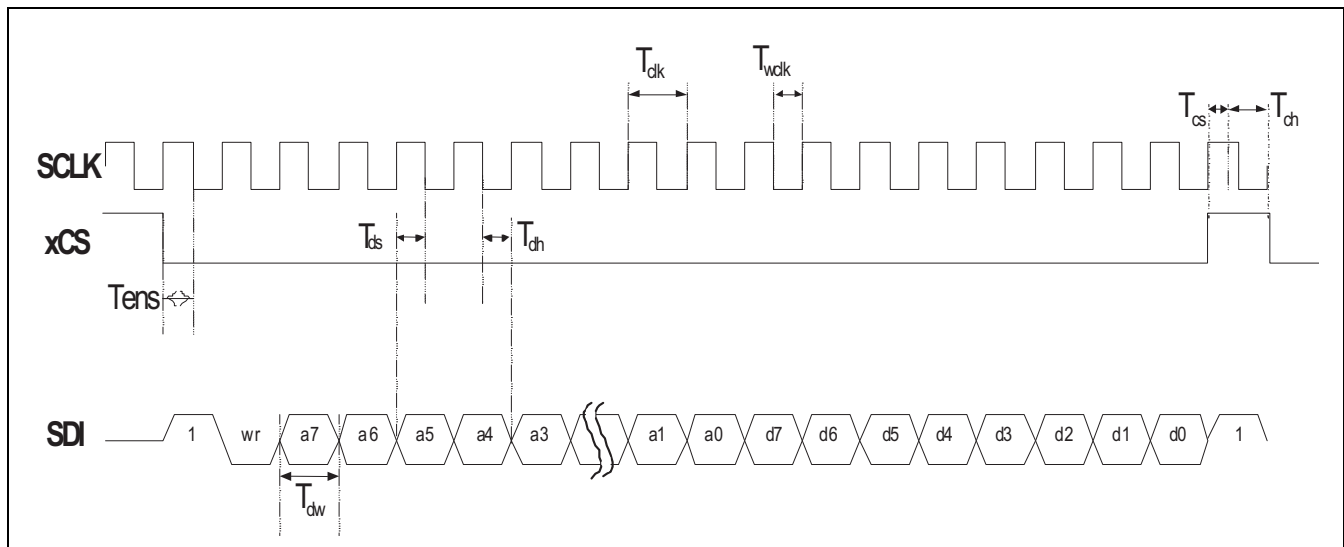 Tclk
Twclk
Tcs
Tch
SCLK
xCS
Tds
Tdh
Tens
SDI
1 wr a7 a6 a5 a4 a3 a1 a0 d7 d6 d5 d4 d3 d2 d1 d0 1
Tdw